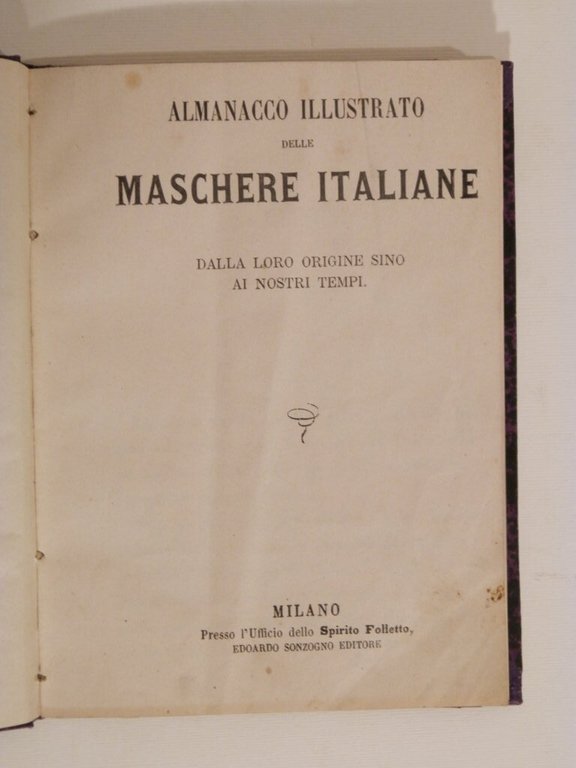 ALMANACCO ILLUSTRATO
DELLE
MASCHERE ITALIANE
DALLA LORO ORIGINE SINO
AI NOSTRI TEMPI.
MILANO
Presso l'Ufficio dello Spirito Folletto,
EDOARDO SONZOGNO EDITORE